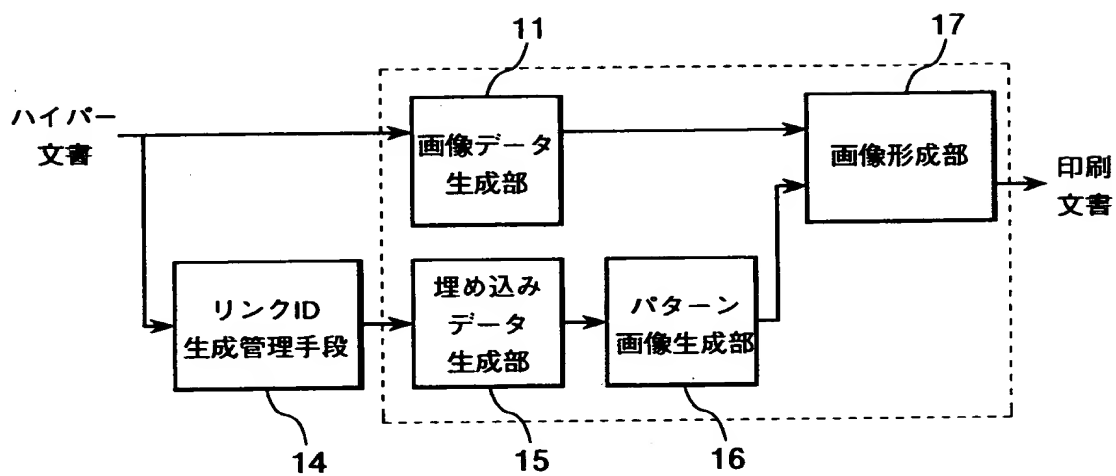 11
17
ハイパー
文書
画像データ
生成部
画像形成部
印刷
文書
リンクID
生成管理手段
埋め込み
データ
生成部
パターン
画像生成部
14
15
16